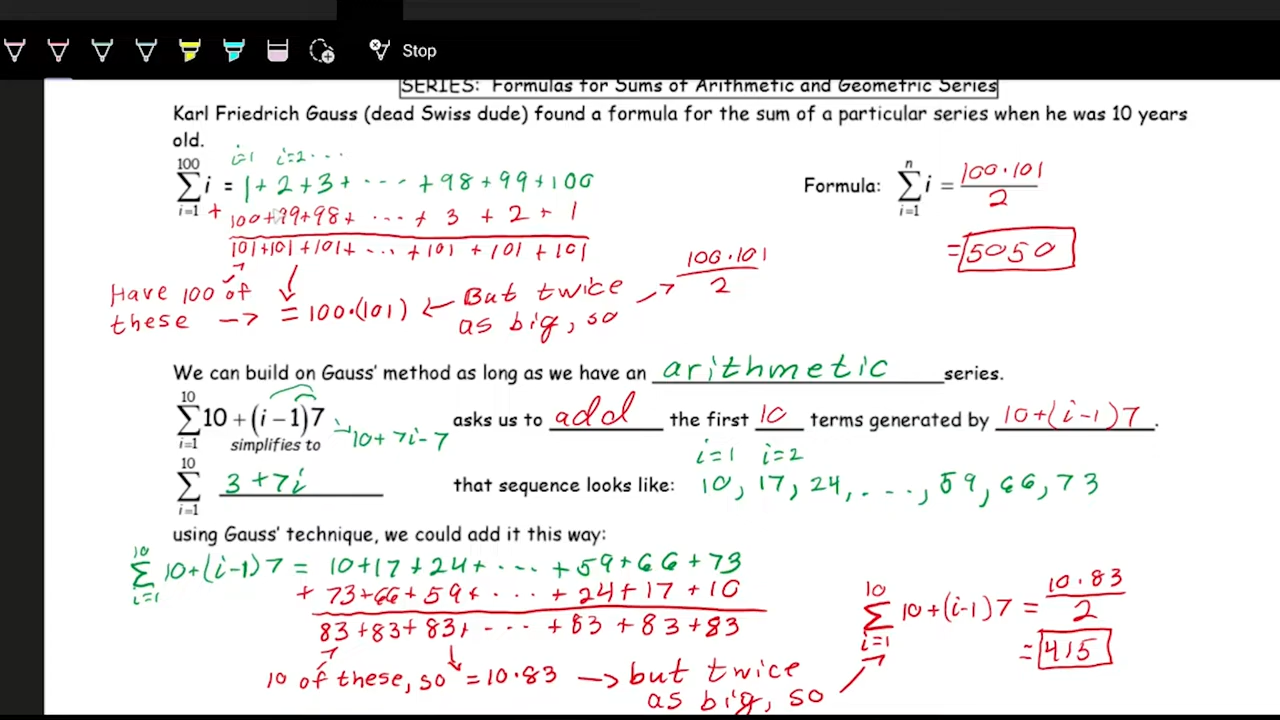 Stop
SERIES: Formulas for Sums of Arithmetic and Geometric Series
Karl Friedrich Gauss (dead Swiss dude) found a formula for the sum of a particular series when he was 10 years
old.
i=1 i=2 ...
100
∑ i = 1 + 2 + 3 + ... + 98 + 99 + 100
i=1
+ 100+99+98+ ... + 3 + 2 + 1
101+101+101+ ... +101 +101 +101
Formula: n
∑ i = 100·101
i=1 2
= 5050
Have 100 of
these → = 100·(101) ← But twice
as big, so → 100·101
2
We can build on Gauss' method as long as we have an arithmetic series.
10
∑ 10 + (i – 1)7 → 10+7i-7 asks us to add the first 10 terms generated by 10+(i-1)7.
i=1 simplifies to
i=1 i=2
10
∑ 3+7i that sequence looks like: 10, 17, 24, ..., 59, 66, 73
i=1
using Gauss' technique, we could add it this way:
10
∑ 10+(i-1)7 = 10+17+24+ ... +59+66+73
i=1
+ 73+66+59+ ... +24+17+10
83+83+83+ ... +83+83+83
10 of these, so = 10·83 → but twice
as big, so
10
∑ 10+(i-1)7 = 10·83
i=1 2
= 415